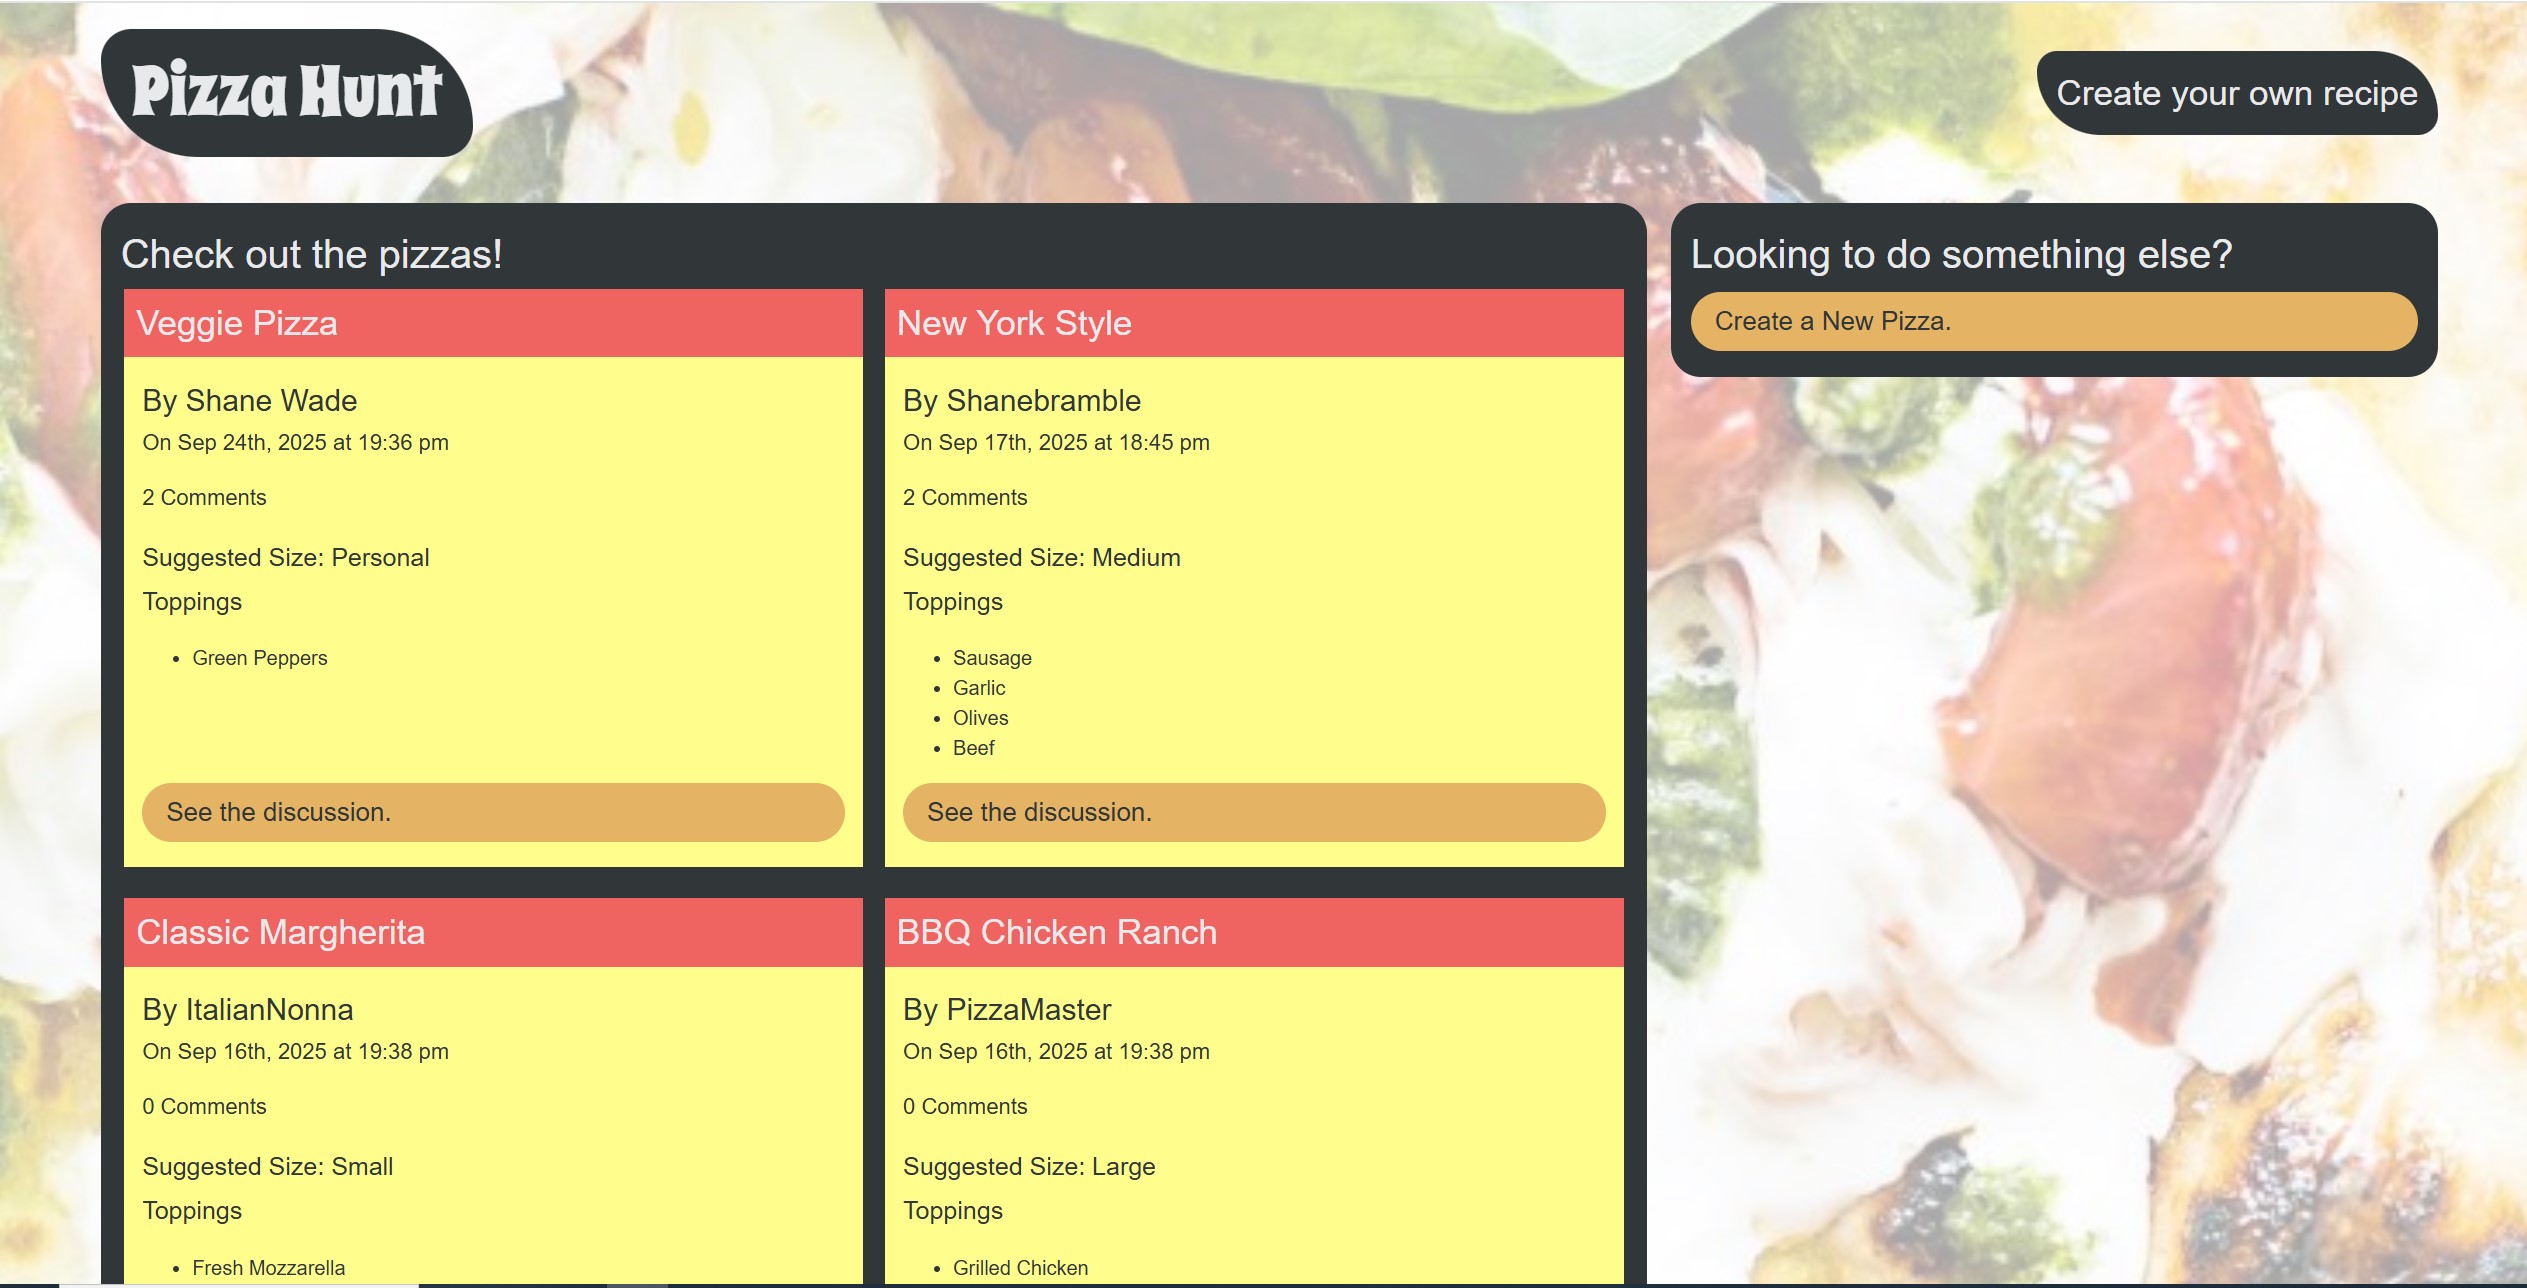 Pizza Hunt
Create your own recipe
Check out the pizzas!
Veggie Pizza
By Shane Wade
On Sep 24th, 2025 at 19:36 pm
2 Comments
Suggested Size: Personal
Toppings
Green Peppers
See the discussion.
New York Style
By Shanebramble
On Sep 17th, 2025 at 18:45 pm
2 Comments
Suggested Size: Medium
Toppings
Sausage
Garlic
Olives
Beef
See the discussion.
Classic Margherita
By ItalianNonna
On Sep 16th, 2025 at 19:38 pm
0 Comments
Suggested Size: Small
Toppings
Fresh Mozzarella
BBQ Chicken Ranch
By PizzaMaster
On Sep 16th, 2025 at 19:38 pm
0 Comments
Suggested Size: Large
Toppings
Grilled Chicken
Looking to do something else?
Create a New Pizza.